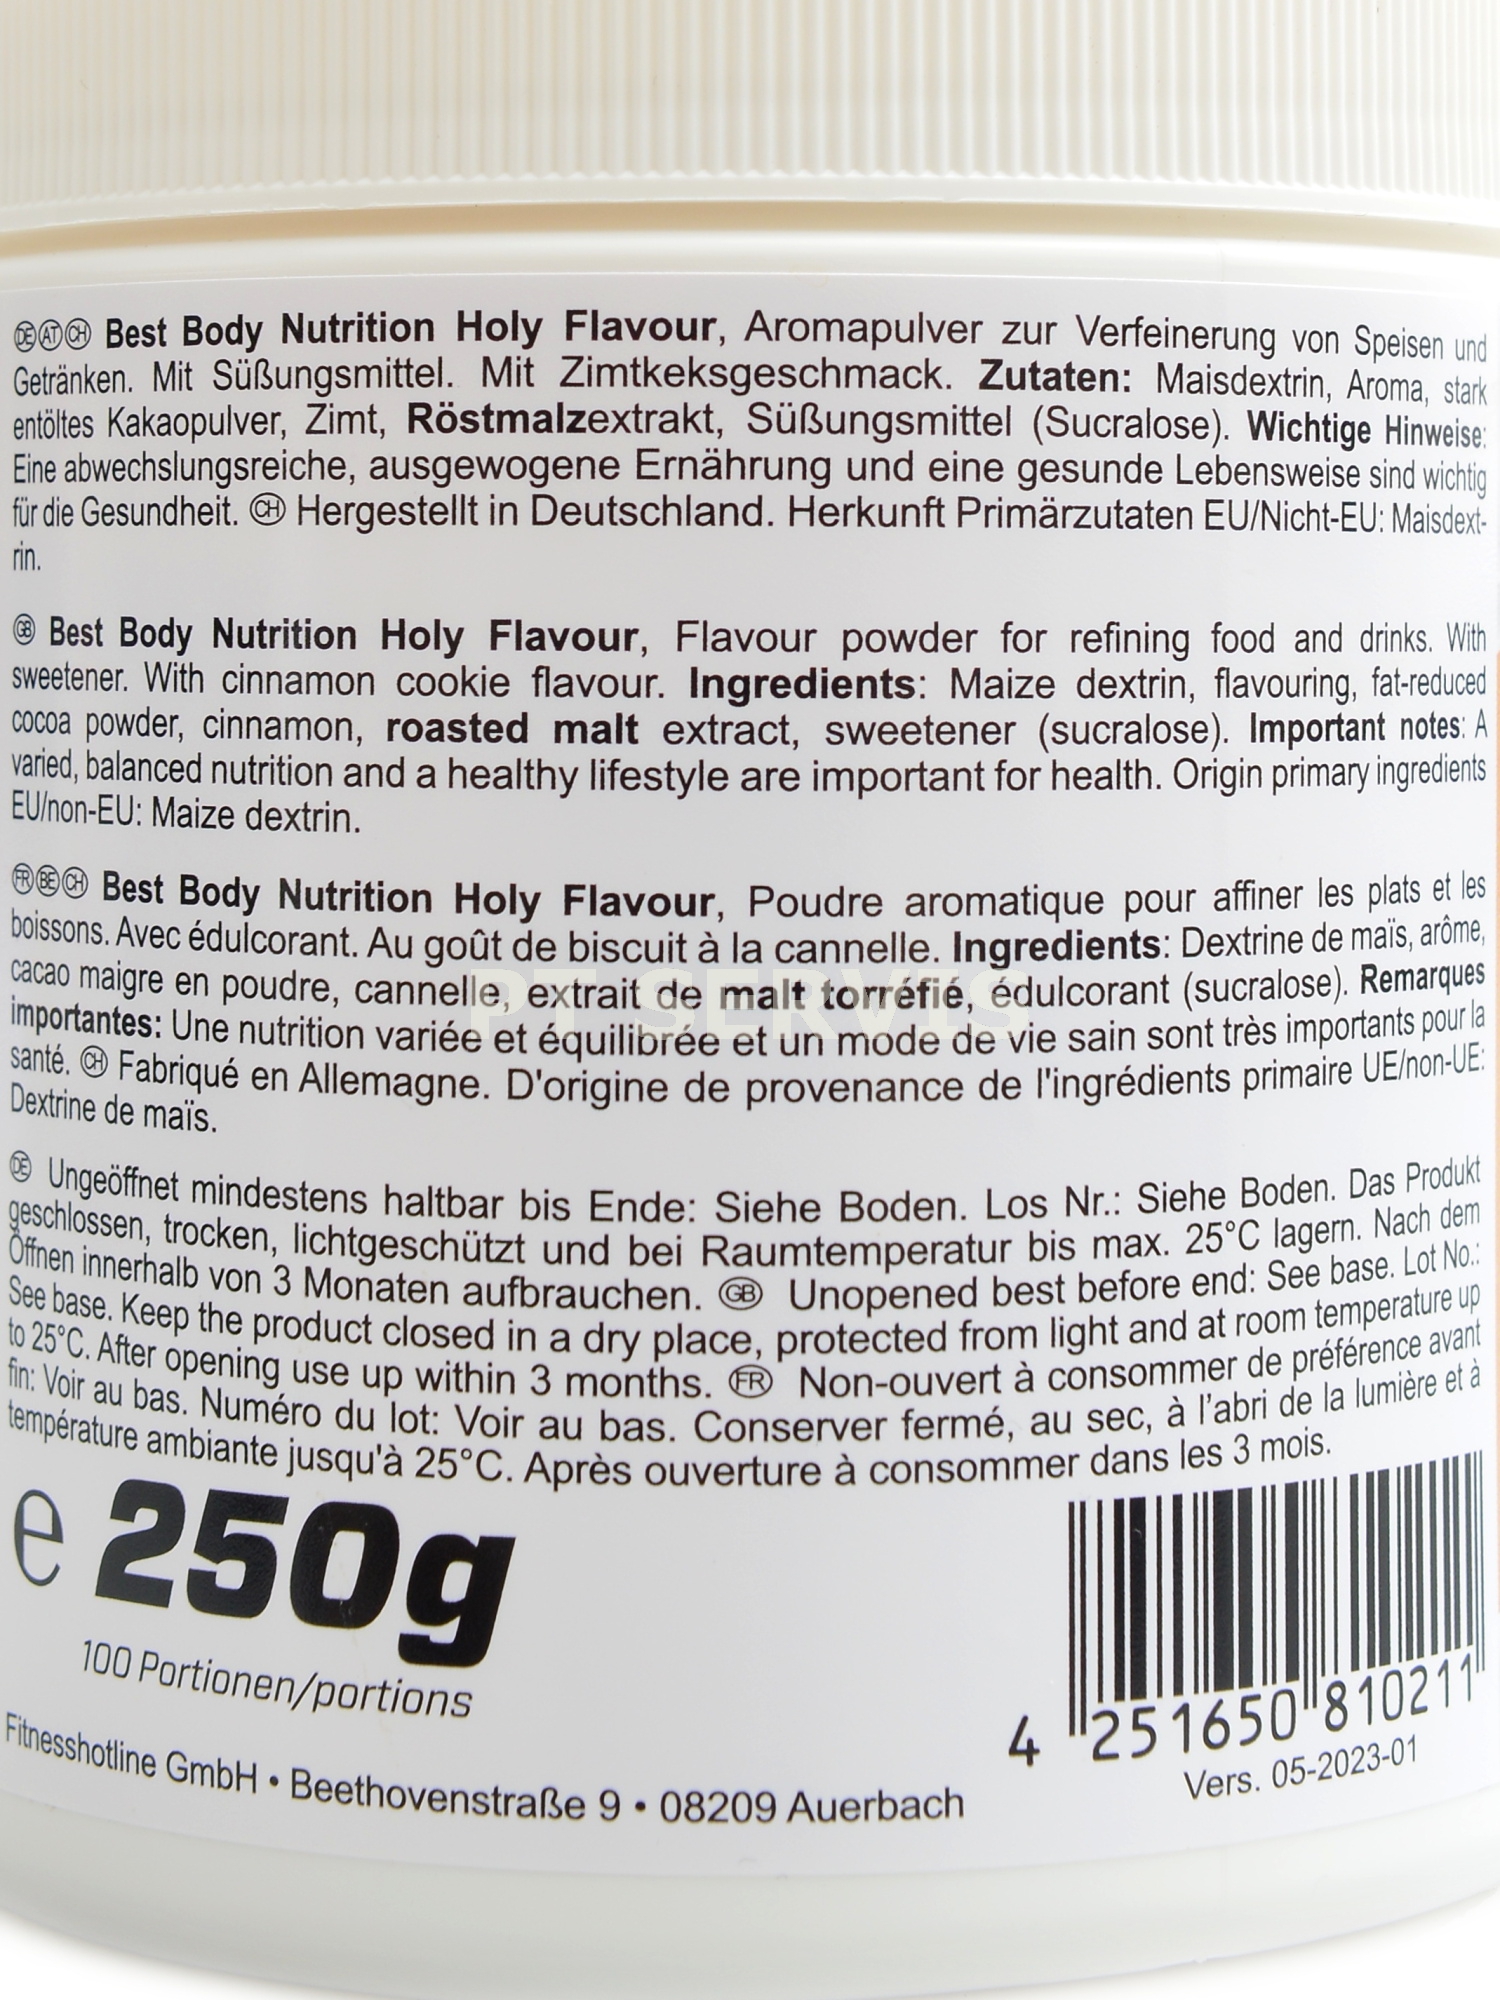 DE AT CH Best Body Nutrition Holy Flavour, Aromapulver zur Verfeinerung von Speisen und
Getränken. Mit Süßungsmittel. Mit Zimtkeksgeschmack. Zutaten: Maisdextrin, Aroma, stark
entöltes Kakaopulver, Zimt, Röstmalzextrakt, Süßungsmittel (Sucralose). Wichtige Hinweise:
Eine abwechslungsreiche, ausgewogene Ernährung und eine gesunde Lebensweise sind wichtig
für die Gesundheit. CH Hergestellt in Deutschland. Herkunft Primärzutaten EU/Nicht-EU: Maisdext-
rin.
GB Best Body Nutrition Holy Flavour, Flavour powder for refining food and drinks. With
sweetener. With cinnamon cookie flavour. Ingredients: Maize dextrin, flavouring, fat-reduced
cocoa powder, cinnamon, roasted malt extract, sweetener (sucralose). Important notes: A
varied, balanced nutrition and a healthy lifestyle are important for health. Origin primary ingredients
EU/non-EU: Maize dextrin.
FR BE CH Best Body Nutrition Holy Flavour, Poudre aromatique pour affiner les plats et les
boissons. Avec édulcorant. Au goût de biscuit à la cannelle. Ingredients: Dextrine de maïs, arôme,
cacao maigre en poudre, cannelle, extrait de malt torréfié, édulcorant (sucralose). Remarques
PT SERVIS
importantes: Une nutrition variée et équilibrée et un mode de vie sain sont très importants pour la
santé. CH Fabriqué en Allemagne. D'origine de provenance de l'ingrédients primaire UE/non-UE:
Dextrine de maïs.
DE Ungeöffnet mindestens haltbar bis Ende: Siehe Boden. Los Nr.: Siehe Boden. Das Produkt
geschlossen, trocken, lichtgeschützt und bei Raumtemperatur bis max. 25°C lagern. Nach dem
Öffnen innerhalb von 3 Monaten aufbrauchen. GB Unopened best before end: See base. Lot No.:
See base. Keep the product closed in a dry place, protected from light and at room temperature up
to 25°C. After opening use up within 3 months. FR Non-ouvert à consommer de préférence avant
fin: Voir au bas. Numéro du lot: Voir au bas. Conserver fermé, au sec, à l'abri de la lumière et à
température ambiante jusqu'à 25°C. Après ouverture à consommer dans les 3 mois.
e 250g
100 Portionen/portions
4 251650 810211
Vers. 05-2023-01
Fitnesshotline GmbH • Beethovenstraße 9 • 08209 Auerbach